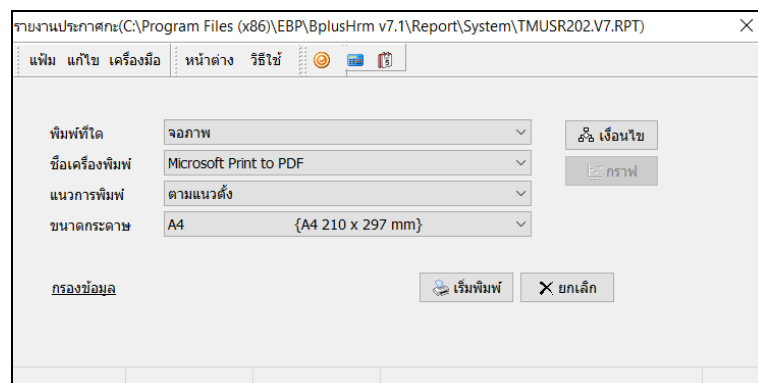 รายงานประกาศกะ(C:\Program Files (x86)\EBP\BplusHrm v7.1\Report\System\TMUSR202.V7.RPT)
แฟ้ม แก้ไข เครื่องมือ หน้าต่าง วิธีใช้
พิมพ์ที่ใด จอภาพ เงื่อนไข
ชื่อเครื่องพิมพ์ Microsoft Print to PDF กราฟ
แนวการพิมพ์ ตามแนวตั้ง
ขนาดกระดาษ A4 {A4 210 x 297 mm}
กรองข้อมูล เริ่มพิมพ์ ยกเลิก